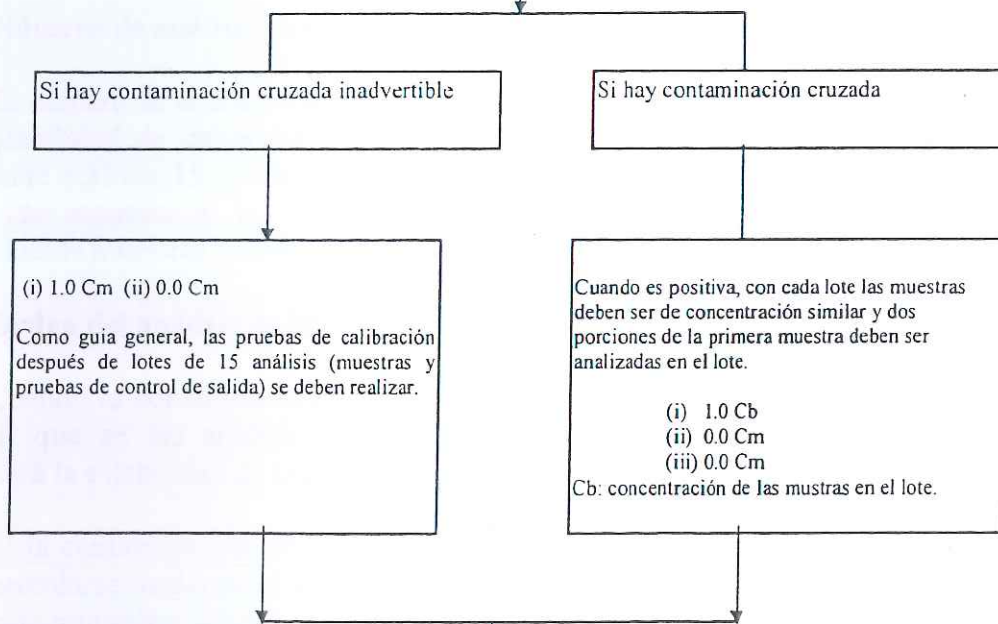 Si hay contaminación cruzada inadvertible
Si hay contaminación cruzada
(i) 1.0 Cm (ii) 0.0 Cm
Como guía general, las pruebas de calibración
después de lotes de 15 análisis (muestras y
pruebas de control de salida) se deben realizar.
Cuando es positiva, con cada lote las muestras
deben ser de concentración similar y dos
porciones de la primera muestra deben ser
analizadas en el lote.
(i) 1.0 Cb
(ii) 0.0 Cm
(iii) 0.0 Cm
Cb: concentración de las mustras en el lote.